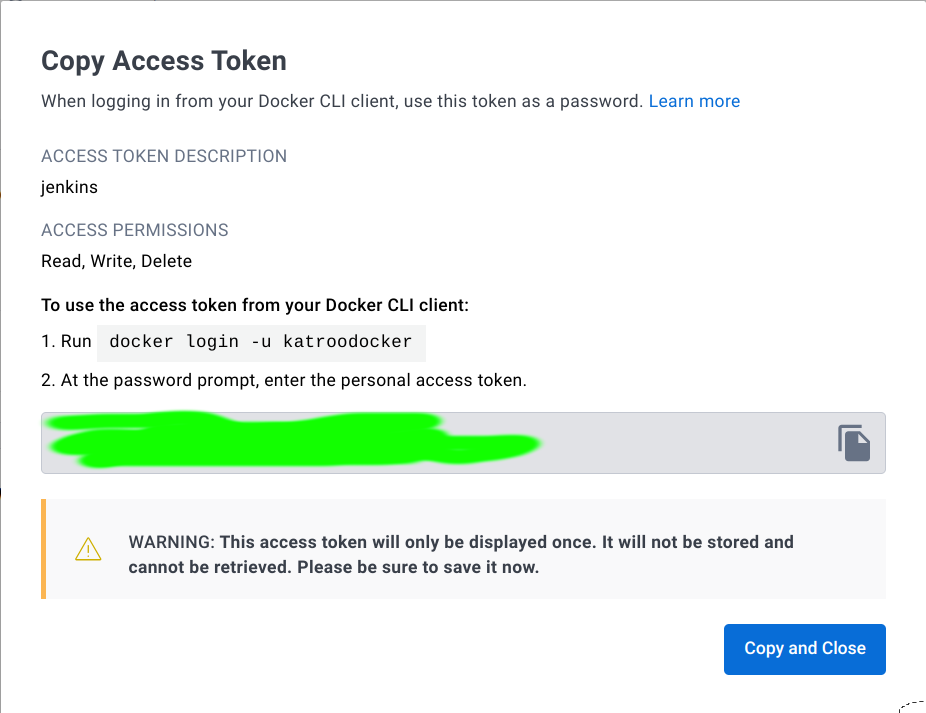 Copy Access Token
When logging in from your Docker CLI client, use this token as a password. Learn more
ACCESS TOKEN DESCRIPTION
jenkins
ACCESS PERMISSIONS
Read, Write, Delete
To use the access token from your Docker CLI client:
1. Run docker login -u katroodocker
2. At the password prompt, enter the personal access token.
WARNING: This access token will only be displayed once. It will not be stored and
cannot be retrieved. Please be sure to save it now.
Copy and Close